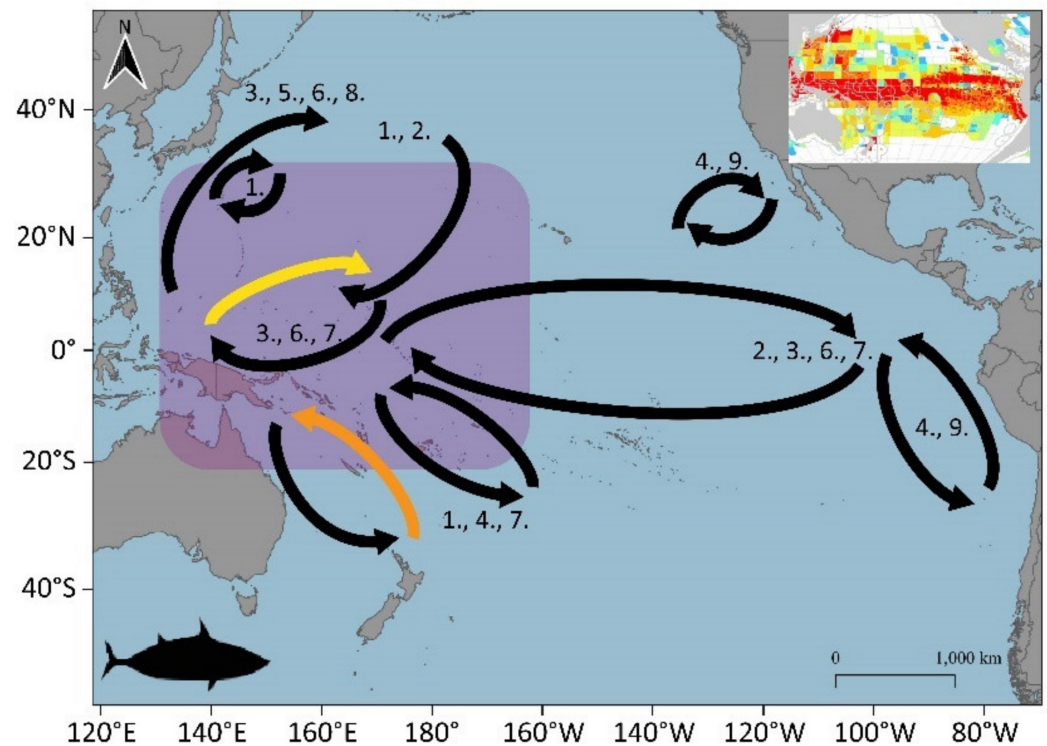 N
3., 5., 6., 8.
1., 2.
4., 9.
1.
3., 6., 7.
2., 3., 6., 7.
4., 9.
1., 4., 7.
40°N
20°N
0°
20°S
40°S
0 1,000 km
120°E 140°E 160°E 180° 160°W 140°W 120°W 100°W 80°W